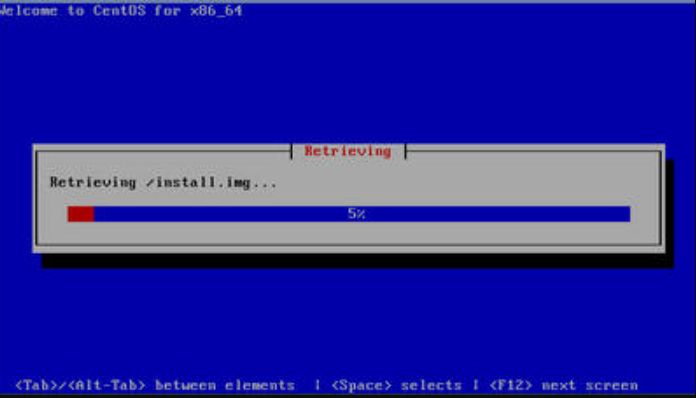 Welcome to CentOS for x86_64
Retrieving
Retrieving /install.img...
5%
<Tab>/<Alt-Tab> between elements | <Space> selects | <F12> next screen